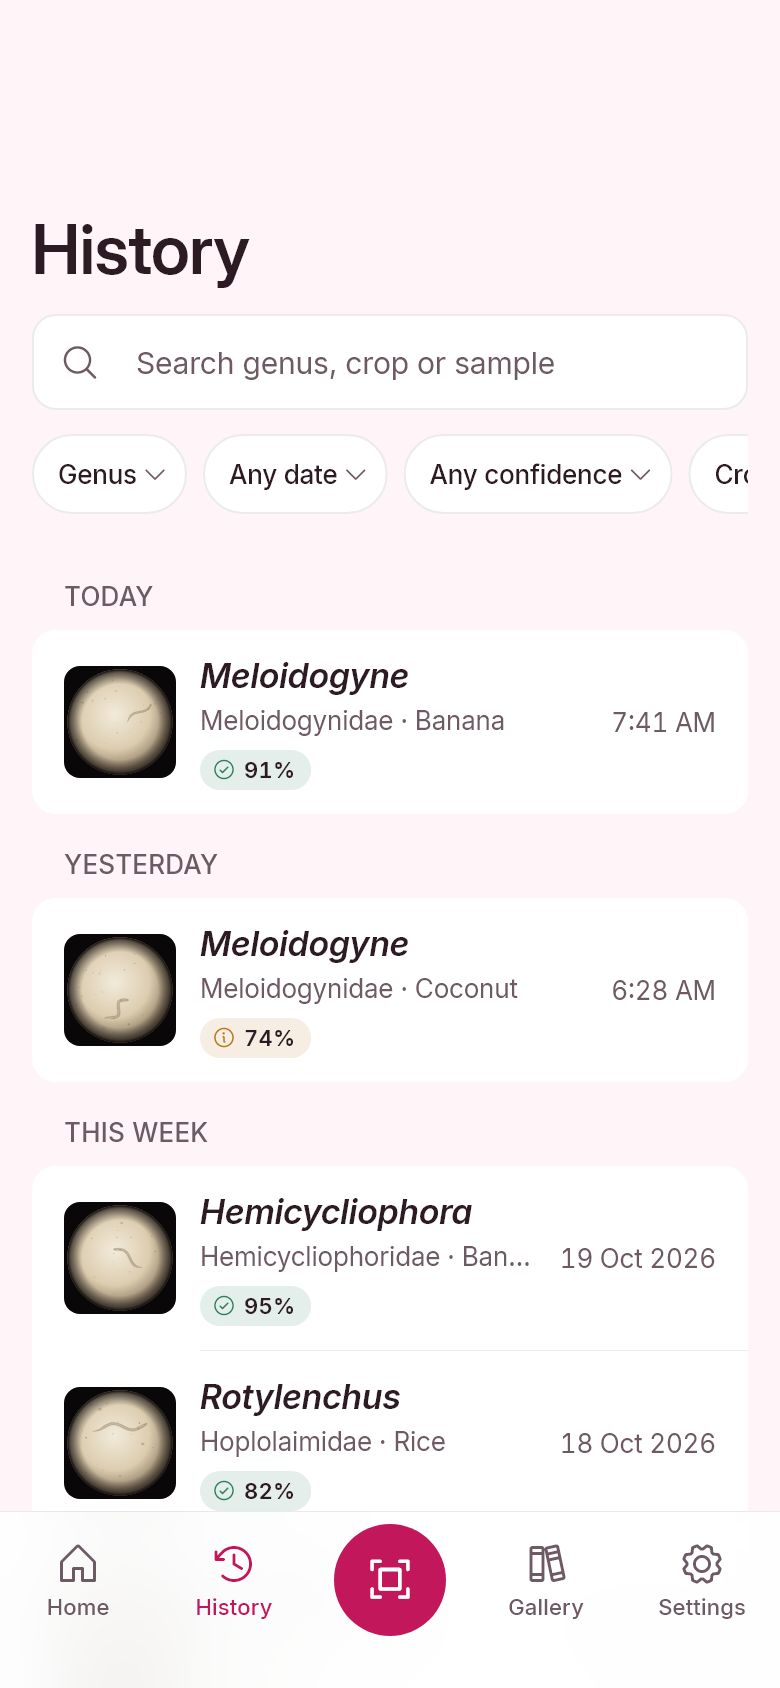 History
Search genus, crop or sample
Genus
Any date
Any confidence
Cro
TODAY
Meloidogyne
Meloidogynidae · Banana
7:41 AM
91%
YESTERDAY
Meloidogyne
Meloidogynidae · Coconut
6:28 AM
74%
THIS WEEK
Hemicycliophora
Hemicycliophoridae · Ban...
19 Oct 2026
95%
Rotylenchus
Hoplolaimidae · Rice
18 Oct 2026
82%
Home
History
Gallery
Settings